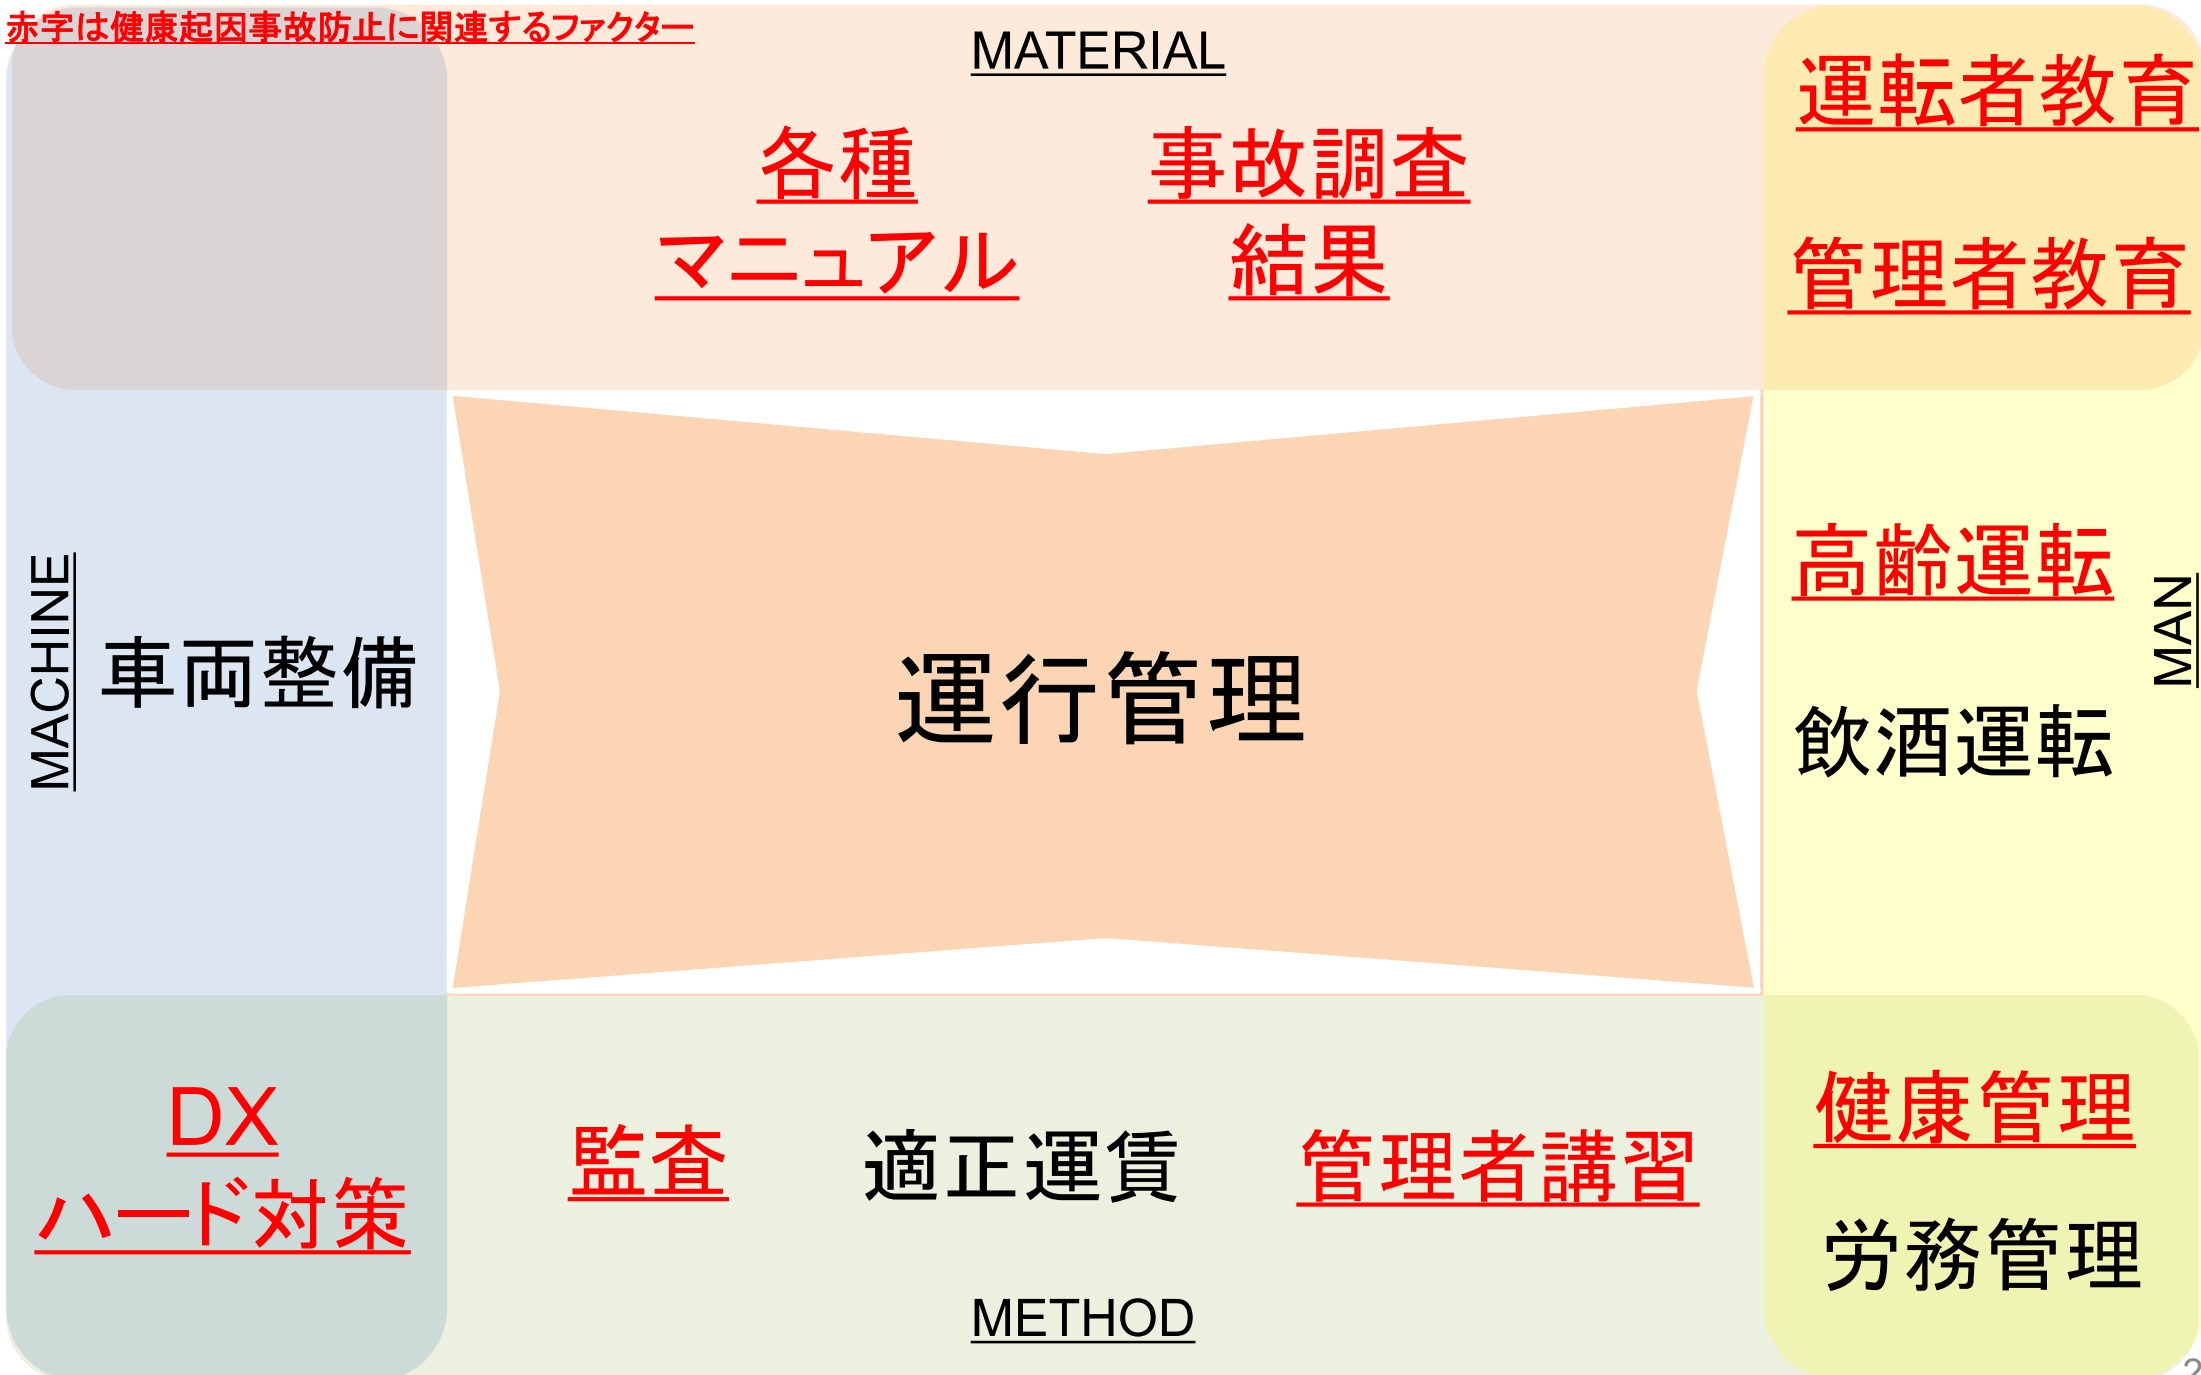 赤字は健康起因事故防止に関連するファクター
MATERIAL
各種
マニュアル
事故調査
結果
運転者教育
管理者教育
MACHINE
車両整備
運行管理
高齢運転
飲酒運転
MAN
DX
ハード対策
監査
適正運賃
管理者講習
健康管理
労務管理
METHOD